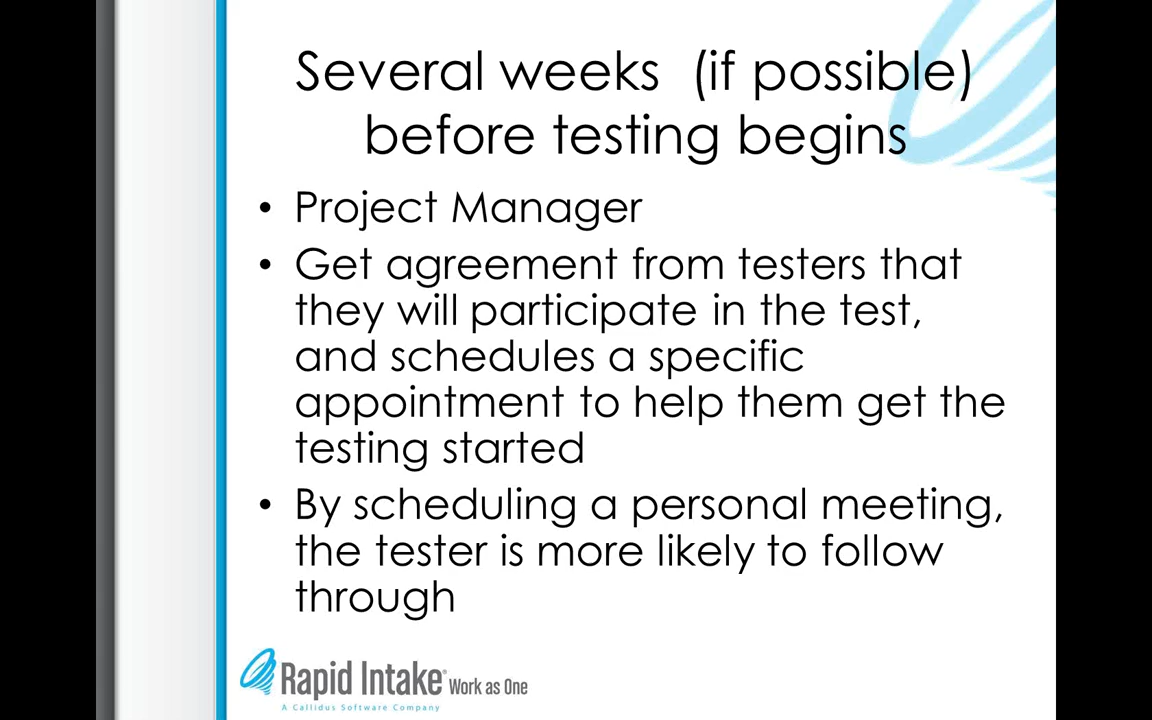 Several weeks (if possible)
before testing begins
• Project Manager
• Get agreement from testers that
they will participate in the test,
and schedules a specific
appointment to help them get the
testing started
• By scheduling a personal meeting,
the tester is more likely to follow
through
Rapid Intake® Work as One
A Callidus Software Company